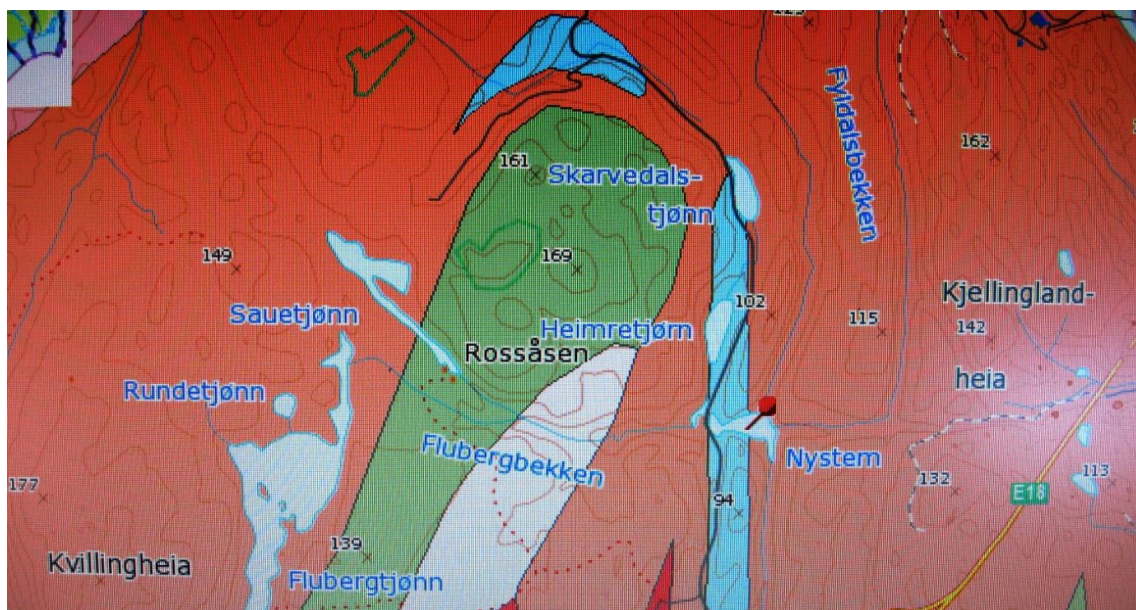 161
162
Skarvedals-
tjønn
Fyldalsbekken
149
169
Sauetjønn
Heimretjørn
102
115
Kjellingland-
142
heia
Rossåsen
Rundetjønn
Flubergbekken
Nystem
177
132
113
E18
94
139
Kvillingheia
Flubergtjønn